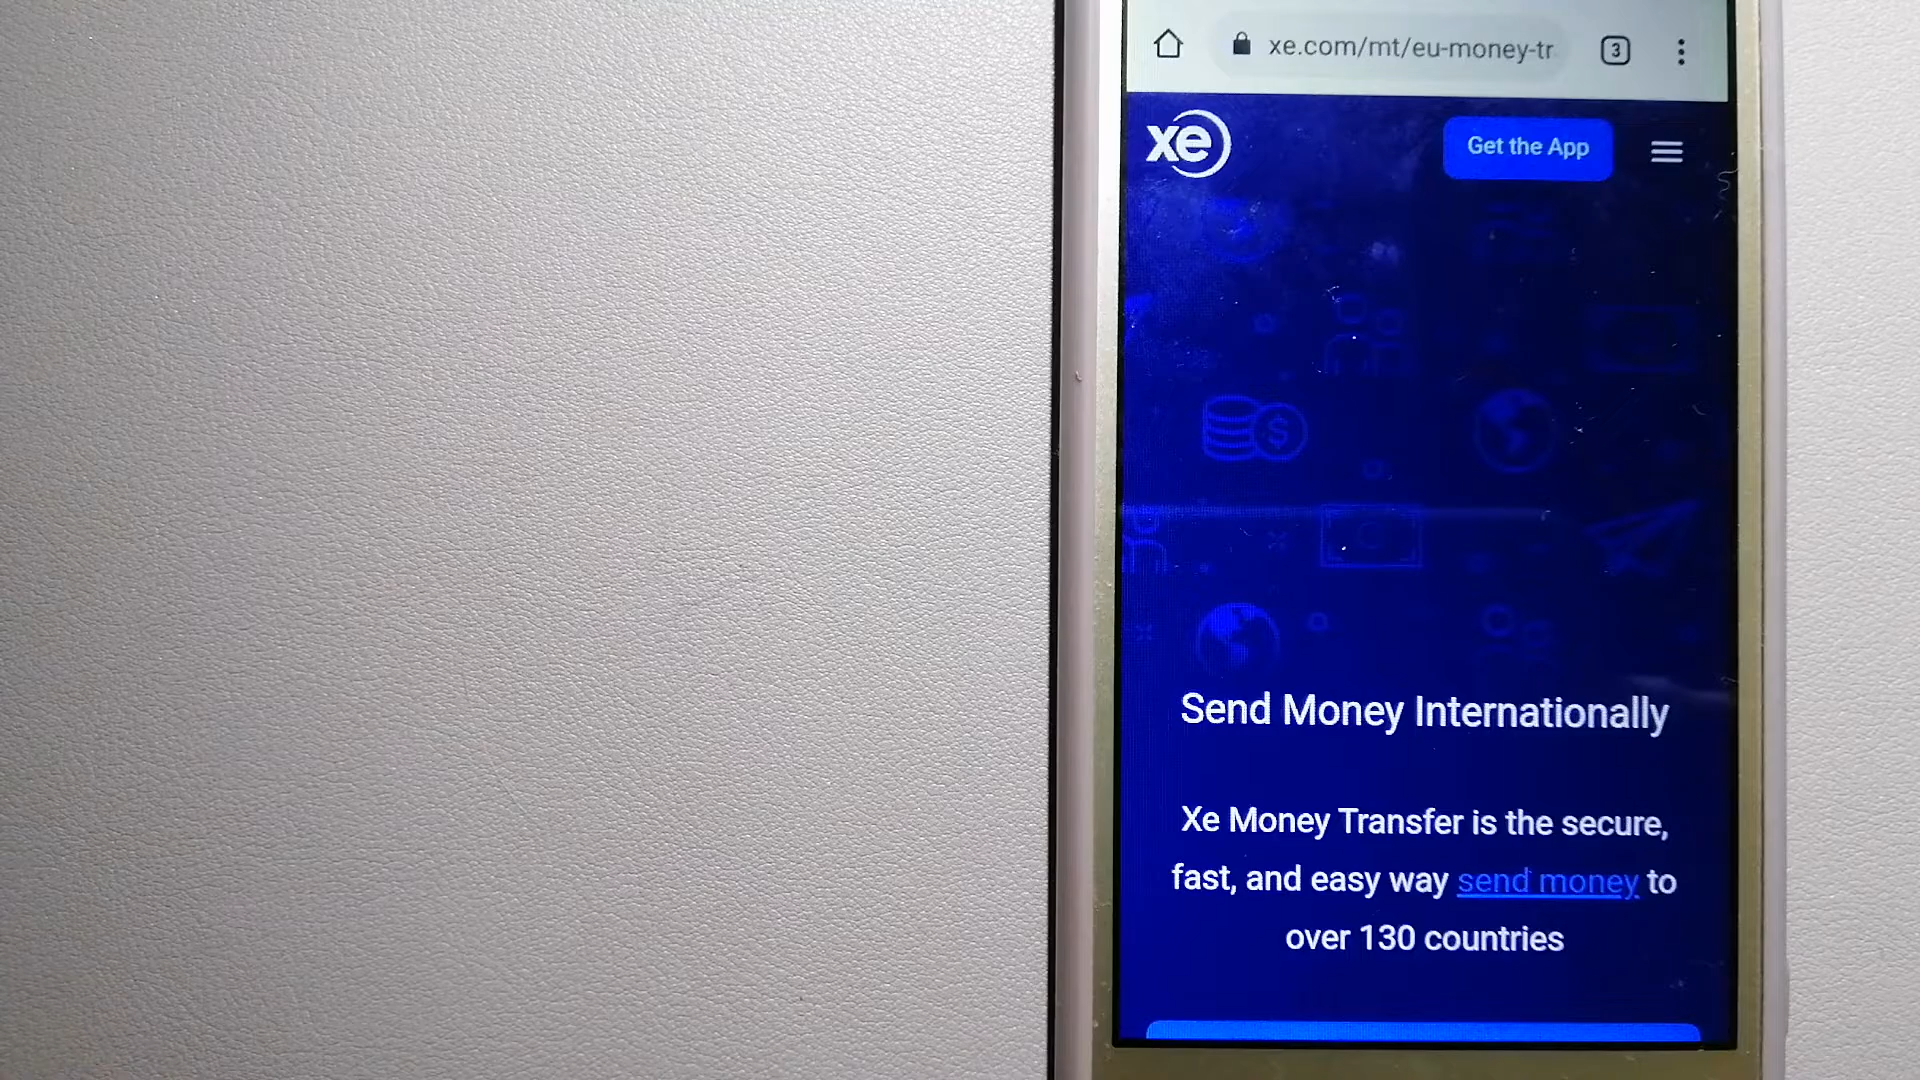 xe.com/mt/eu-money-tr
3
xe
Get the App
Send Money Internationally
Xe Money Transfer is the secure,
fast, and easy way send money to
over 130 countries